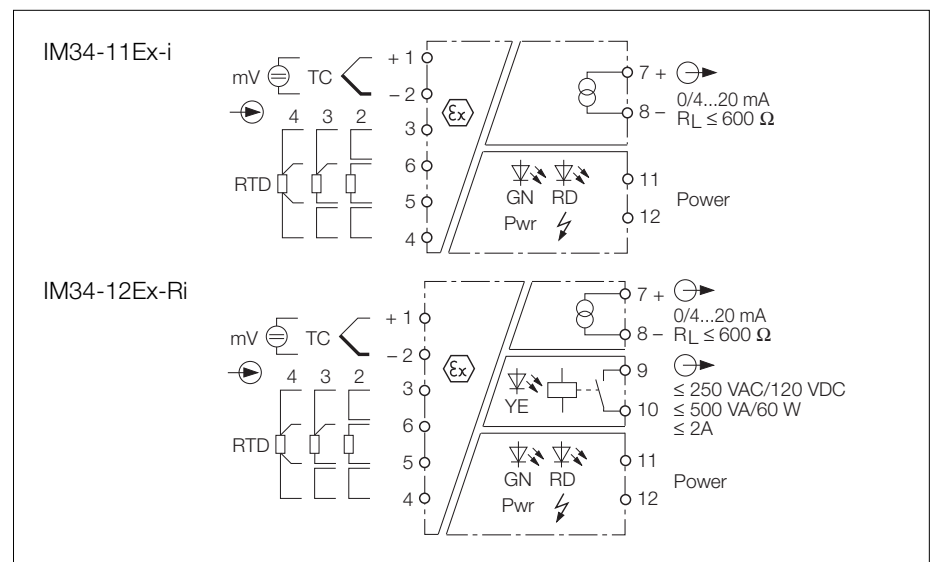 IM34-11Ex-i
mV TC + 1
– 2
4 3 2
3
6
RTD
5
4
εx
7 +
0/4...20 mA
8 – RL ≤ 600 Ω
GN RD
Pwr
11
Power
12
IM34-12Ex-Ri
mV TC + 1
– 2
4 3 2
3
6
RTD
5
4
εx
7 +
0/4...20 mA
8 – RL ≤ 600 Ω
YE
9
≤ 250 VAC/120 VDC
10 ≤ 500 VA/60 W
≤ 2A
GN RD
Pwr
11
Power
12